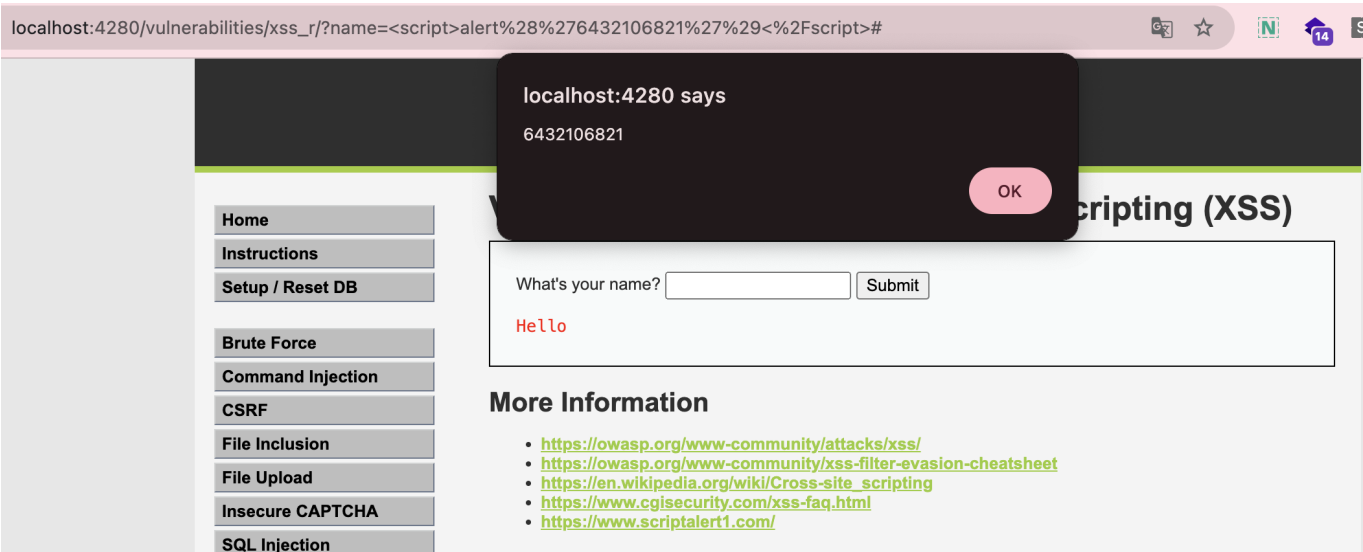 localhost:4280/vulnerabilities/xss_r/?name=<script>alert%28%276432106821%27%29<%2Fscript>#
N
14
S
localhost:4280 says
6432106821
OK
cripting (XSS)
Home
Instructions
Setup / Reset DB
Brute Force
Command Injection
CSRF
File Inclusion
File Upload
Insecure CAPTCHA
SQL Injection
What's your name? Submit
Hello
More Information
https://owasp.org/www-community/attacks/xss/
https://owasp.org/www-community/xss-filter-evasion-cheatsheet
https://en.wikipedia.org/wiki/Cross-site_scripting
https://www.cgisecurity.com/xss-faq.html
https://www.scriptalert1.com/